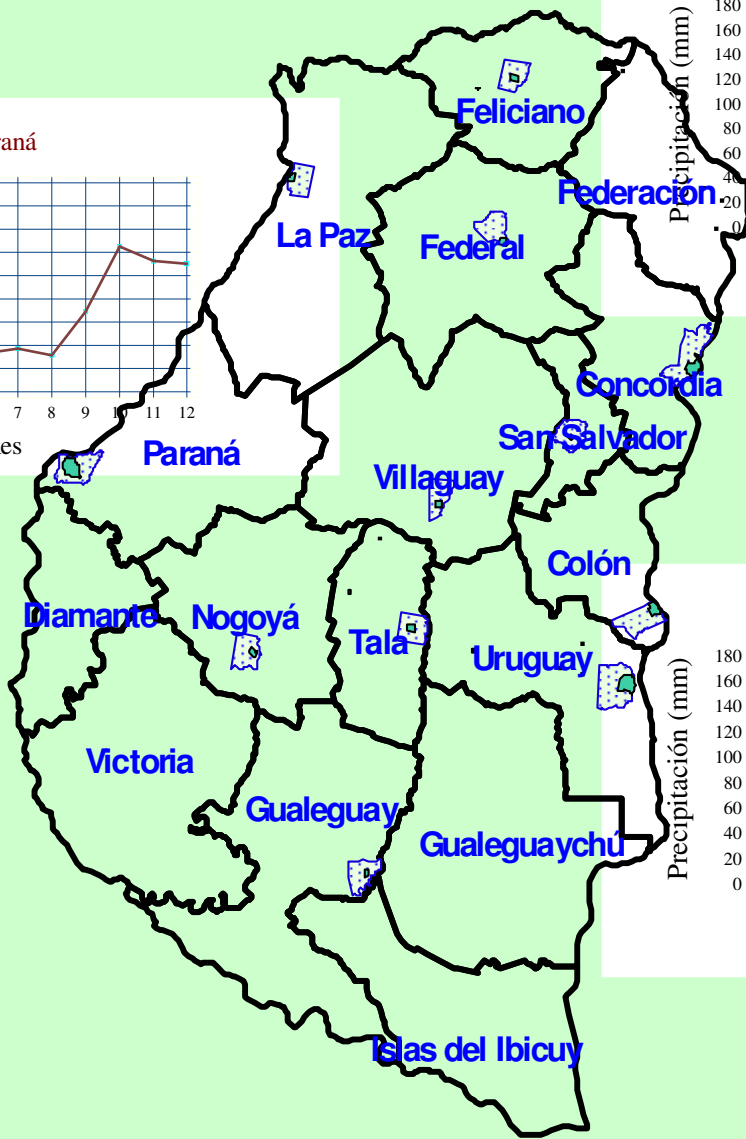 180
160
140
120
100
80
60
40
20
0
Precipitación (mm)
Feliciano
raná
Federación
La Paz
Federal
7 8 9 10 11 12
es
Concordia
San Salvador
Paraná
Villaguay
Colón
Diamante
Nogoyá
Tala
Uruguay
180
160
140
120
100
80
60
40
20
0
Precipitación (mm)
Victoria
Gualeguay
Gualeguaychú
Islas del Ibicuy